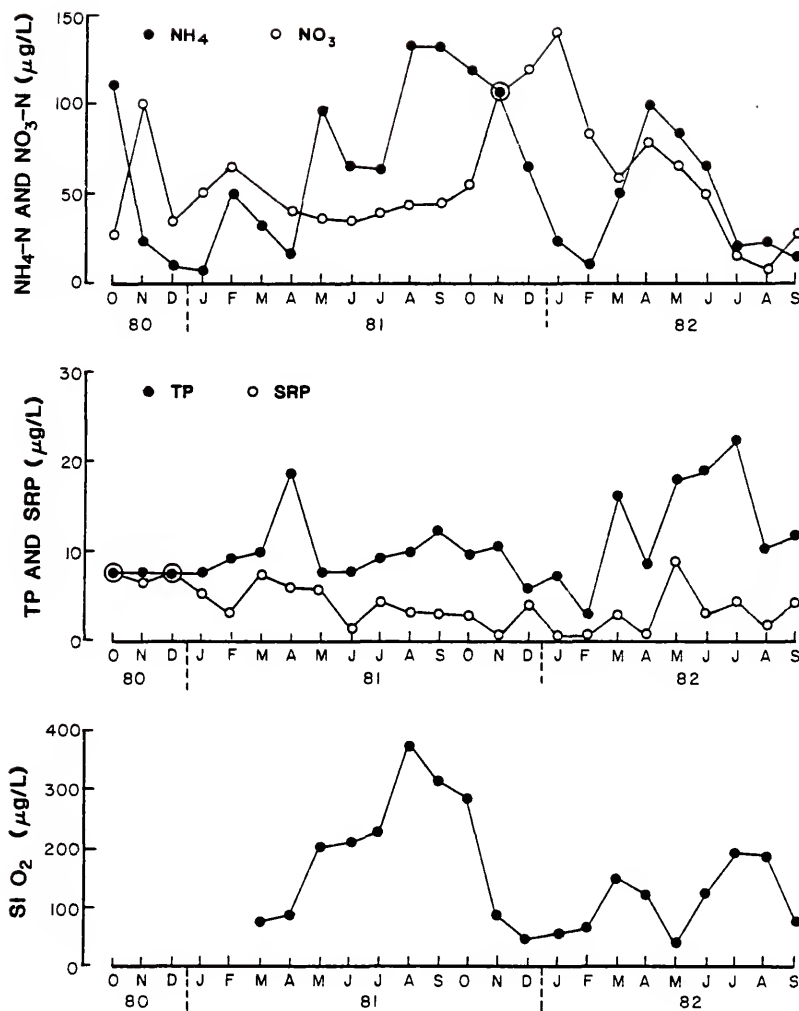 NH₄-N AND NO₃-N (µg/L)
150
100
50
0
NH₄
NO₃
O N D J F M A M J J A S O N D J F M A M J J A S
80 81 82
TP AND SRP (µg/L)
30
20
10
0
TP
SRP
O N D J F M A M J J A S O N D J F M A M J J A S
80 81 82
SI O₂ (µg/L)
400
300
200
100
0
O N D J F M A M J J A S O N D J F M A M J J A S
80 81 82